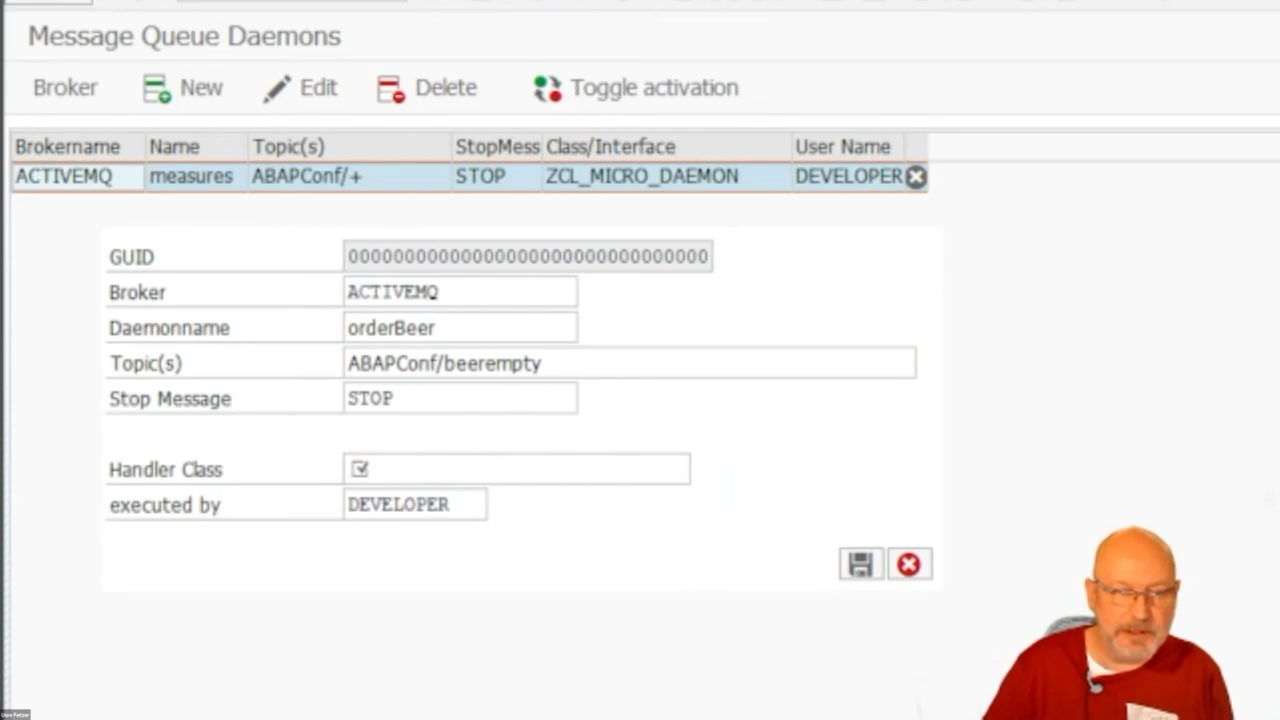 Message Queue Daemons
Broker New Edit Delete Toggle activation
Brokername Name Topic(s) StopMess Class/Interface User Name
ACTIVEMQ measures ABAPConf/+ STOP ZCL_MICRO_DAEMON DEVELOPER
GUID 00000000000000000000000000000000
Broker ACTIVEMQ
Daemonname orderBeer
Topic(s) ABAPConf/beerempty
Stop Message STOP
Handler Class
executed by DEVELOPER
Uwe Fetzer